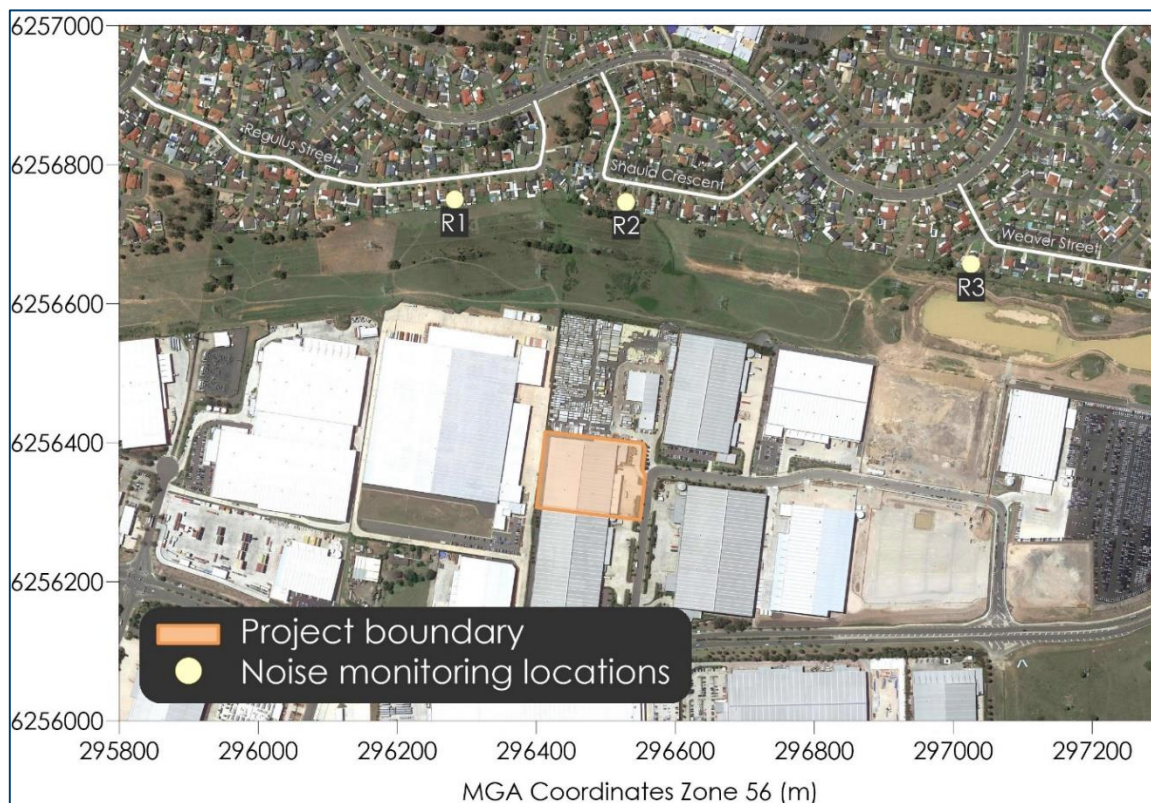 6257000
6256800
6256600
6256400
6256200
6256000
Regulus Street
Snauld Crescent
Weaver Street
R1
R2
R3
Project boundary
Noise monitoring locations
295800 296000 296200 296400 296600 296800 297000 297200
MGA Coordinates Zone 56 (m)